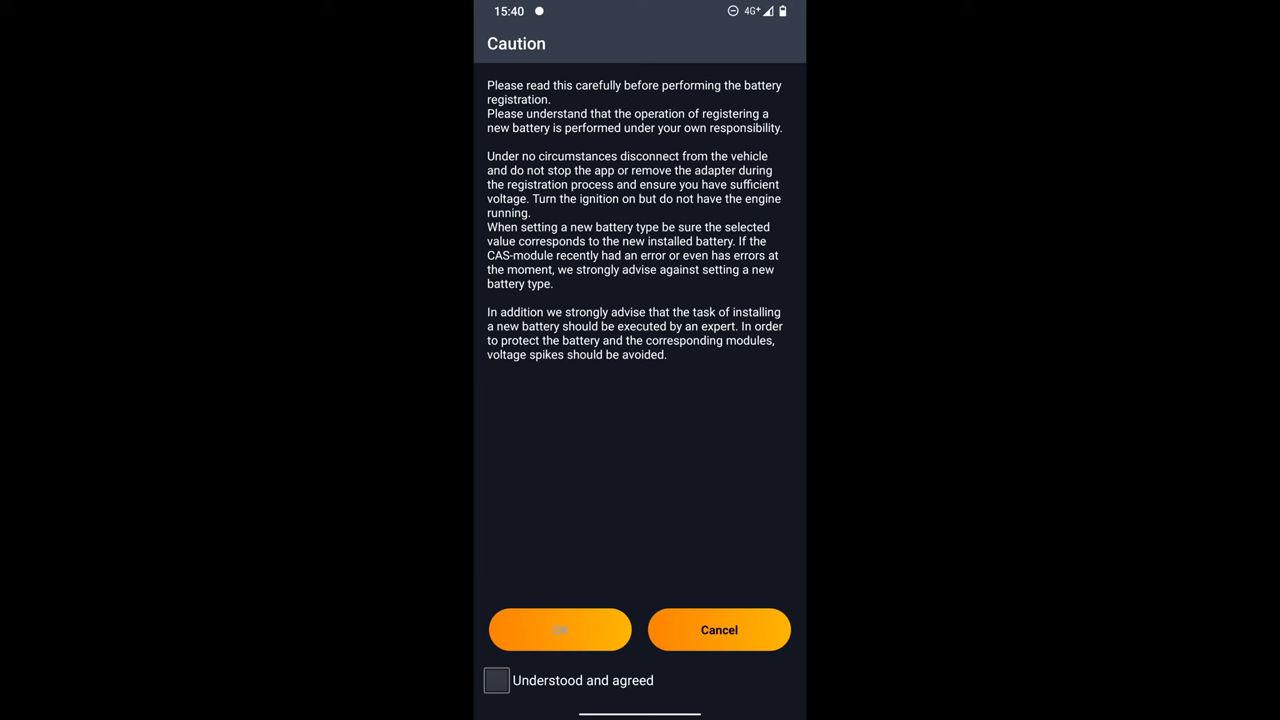 15:40
4G+
Caution
Please read this carefully before performing the battery
registration.
Please understand that the operation of registering a
new battery is performed under your own responsibility.
Under no circumstances disconnect from the vehicle
and do not stop the app or remove the adapter during
the registration process and ensure you have sufficient
voltage. Turn the ignition on but do not have the engine
running.
When setting a new battery type be sure the selected
value corresponds to the new installed battery. If the
CAS-module recently had an error or even has errors at
the moment, we strongly advise against setting a new
battery type.
In addition we strongly advise that the task of installing
a new battery should be executed by an expert. In order
to protect the battery and the corresponding modules,
voltage spikes should be avoided.
OK
Cancel
Understood and agreed